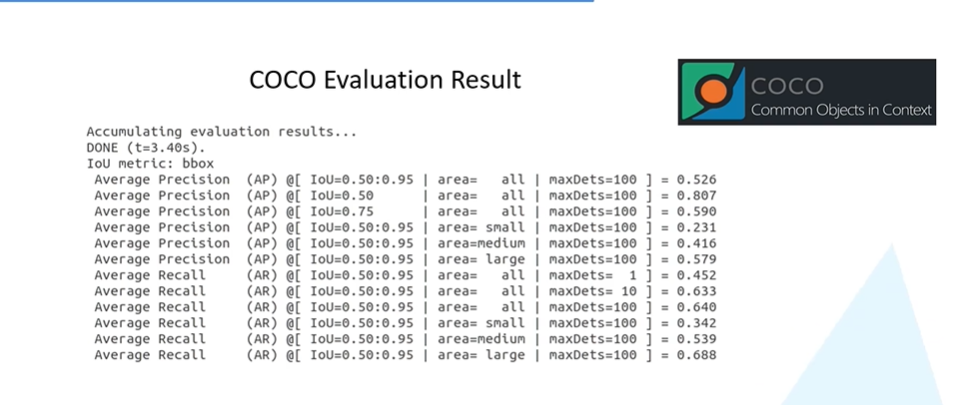 COCO Evaluation Result
COCO
Common Objects in Context
Accumulating evaluation results...
DONE (t=3.40s).
IoU metric: bbox
Average Precision (AP) @[ IoU=0.50:0.95 | area= all | maxDets=100 ] = 0.526
Average Precision (AP) @[ IoU=0.50 | area= all | maxDets=100 ] = 0.807
Average Precision (AP) @[ IoU=0.75 | area= all | maxDets=100 ] = 0.590
Average Precision (AP) @[ IoU=0.50:0.95 | area= small | maxDets=100 ] = 0.231
Average Precision (AP) @[ IoU=0.50:0.95 | area=medium | maxDets=100 ] = 0.416
Average Precision (AP) @[ IoU=0.50:0.95 | area= large | maxDets=100 ] = 0.579
Average Recall (AR) @[ IoU=0.50:0.95 | area= all | maxDets= 1 ] = 0.452
Average Recall (AR) @[ IoU=0.50:0.95 | area= all | maxDets= 10 ] = 0.633
Average Recall (AR) @[ IoU=0.50:0.95 | area= all | maxDets=100 ] = 0.640
Average Recall (AR) @[ IoU=0.50:0.95 | area= small | maxDets=100 ] = 0.342
Average Recall (AR) @[ IoU=0.50:0.95 | area=medium | maxDets=100 ] = 0.539
Average Recall (AR) @[ IoU=0.50:0.95 | area= large | maxDets=100 ] = 0.688